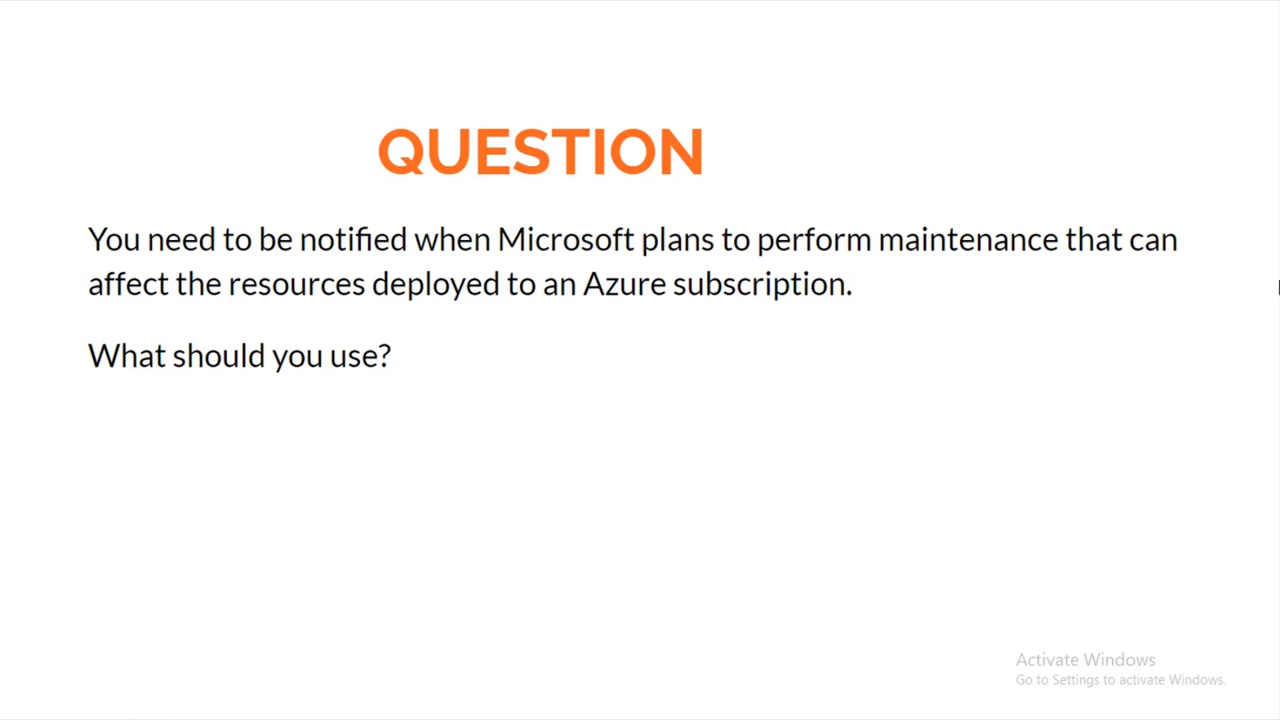 QUESTION
You need to be notified when Microsoft plans to perform maintenance that can
affect the resources deployed to an Azure subscription.
What should you use?
Activate Windows
Go to Settings to activate Windows.